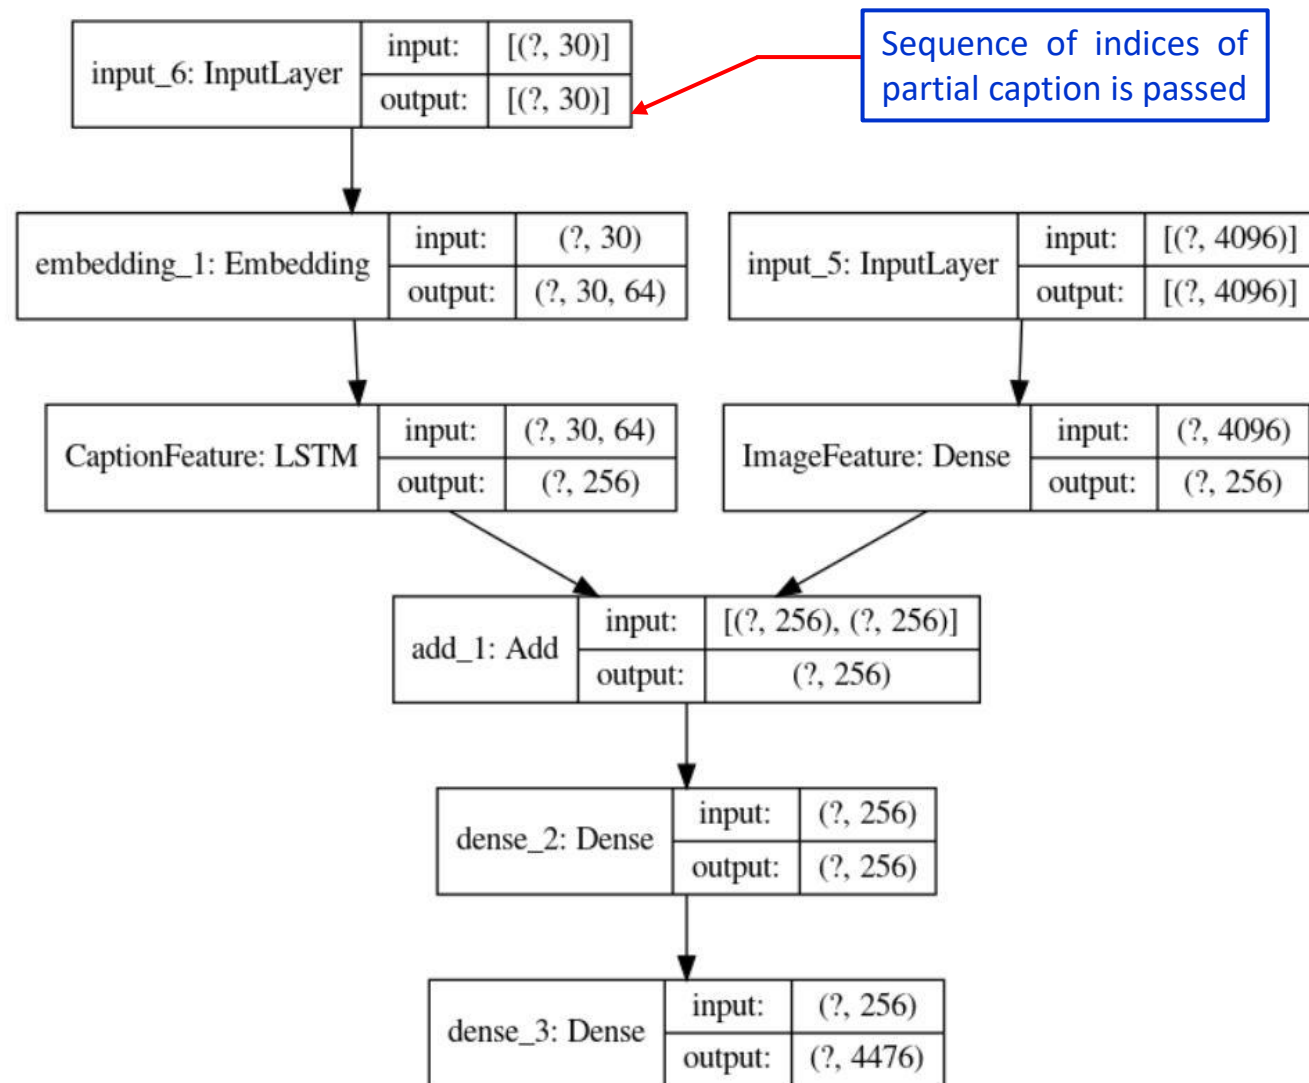 input_6: InputLayer
input: [(?, 30)]
output: [(?, 30)]
Sequence of indices of
partial caption is passed
embedding_1: Embedding
input: (?, 30)
output: (?, 30, 64)
input_5: InputLayer
input: [(?, 4096)]
output: [(?, 4096)]
CaptionFeature: LSTM
input: (?, 30, 64)
output: (?, 256)
ImageFeature: Dense
input: (?, 4096)
output: (?, 256)
add_1: Add
input: [(?, 256), (?, 256)]
output: (?, 256)
dense_2: Dense
input: (?, 256)
output: (?, 256)
dense_3: Dense
input: (?, 256)
output: (?, 4476)